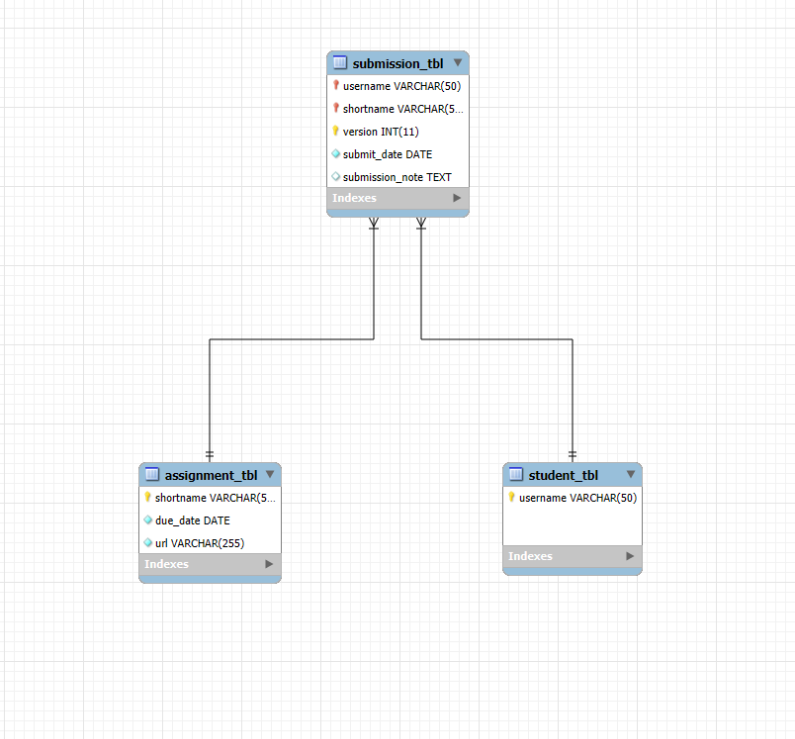 submission_tbl
username VARCHAR(50)
shortname VARCHAR(5...
version INT(11)
submit_date DATE
submission_note TEXT
Indexes
assignment_tbl
shortname VARCHAR(5...
due_date DATE
url VARCHAR(255)
Indexes
student_tbl
username VARCHAR(50)
Indexes